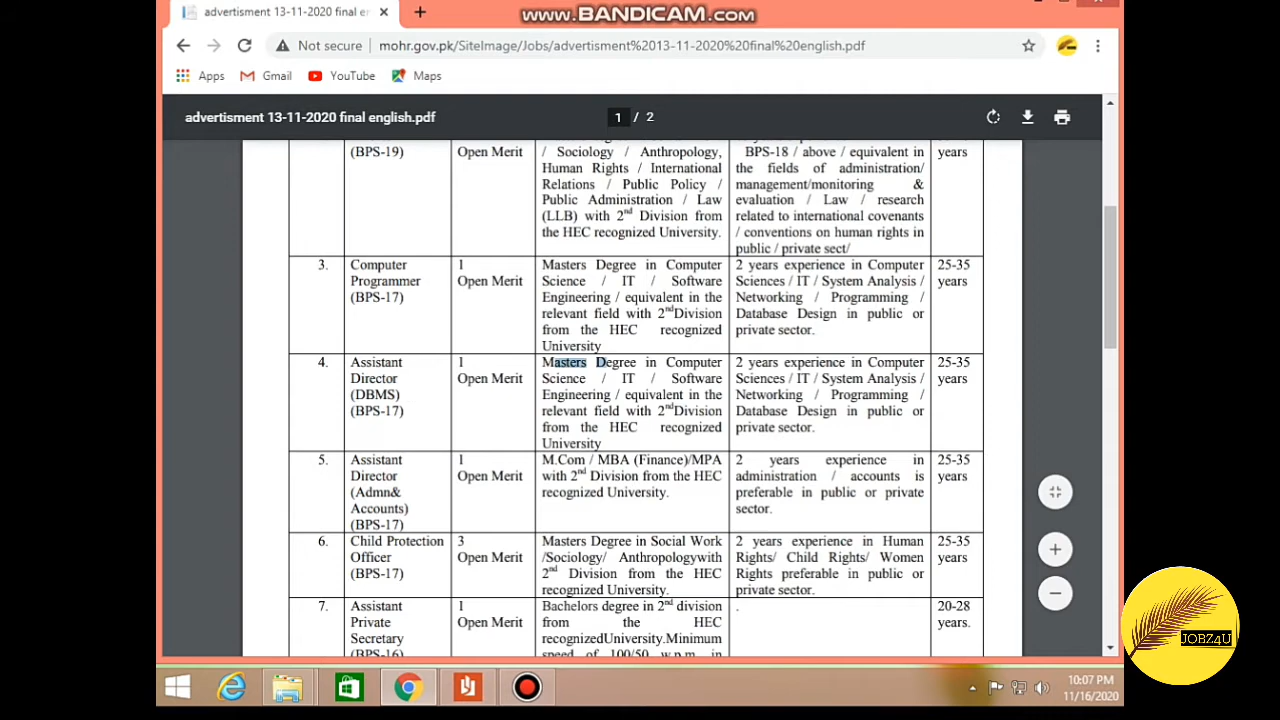 advertisment 13-11-2020 final er
www.BANDICAM.com
Not secure
mohr.gov.pk/SiteImage/Jobs/advertisment%2013-11-2020%20final%20english.pdf
Apps
Gmail
YouTube
Maps
advertisment 13-11-2020 final english.pdf
1 / 2
(BPS-19)
Open Merit
/ Sociology / Anthropology,
Human Rights / International
Relations / Public Policy /
Public Administration / Law
(LLB) with 2nd Division from
the HEC recognized University.
BPS-18 / above / equivalent in
the fields of administration/
management/monitoring &
evaluation / Law / research
related to international covenants
/ conventions on human rights in
public / private sect/
years
3.
Computer
Programmer
(BPS-17)
1
Open Merit
Masters Degree in Computer
Science / IT / Software
Engineering / equivalent in the
relevant field with 2ndDivision
from the HEC recognized
University
2 years experience in Computer
Sciences / IT / System Analysis /
Networking / Programming /
Database Design in public or
private sector.
25-35
years
4.
Assistant
Director
(DBMS)
(BPS-17)
1
Open Merit
Masters Degree in Computer
Science / IT / Software
Engineering / equivalent in the
relevant field with 2ndDivision
from the HEC recognized
University
2 years experience in Computer
Sciences / IT / System Analysis /
Networking / Programming /
Database Design in public or
private sector.
25-35
years
5.
Assistant
Director
(Admn&
Accounts)
(BPS-17)
1
Open Merit
M.Com / MBA (Finance)/MPA
with 2nd Division from the HEC
recognized University.
2 years experience in
administration / accounts is
preferable in public or private
sector.
25-35
years
6.
Child Protection
Officer
(BPS-17)
3
Open Merit
Masters Degree in Social Work
/Sociology/ Anthropologywith
2nd Division from the HEC
recognized University.
2 years experience in Human
Rights/ Child Rights/ Women
Rights preferable in public or
private sector.
25-35
years
7.
Assistant
Private
Secretary
(BPS-16)
1
Open Merit
Bachelors degree in 2nd division
from the HEC
recognizedUniversity.Minimum
speed of 100/50 w.p.m in
.
20-28
years.
JOBZ4U
10:07 PM
11/16/2020